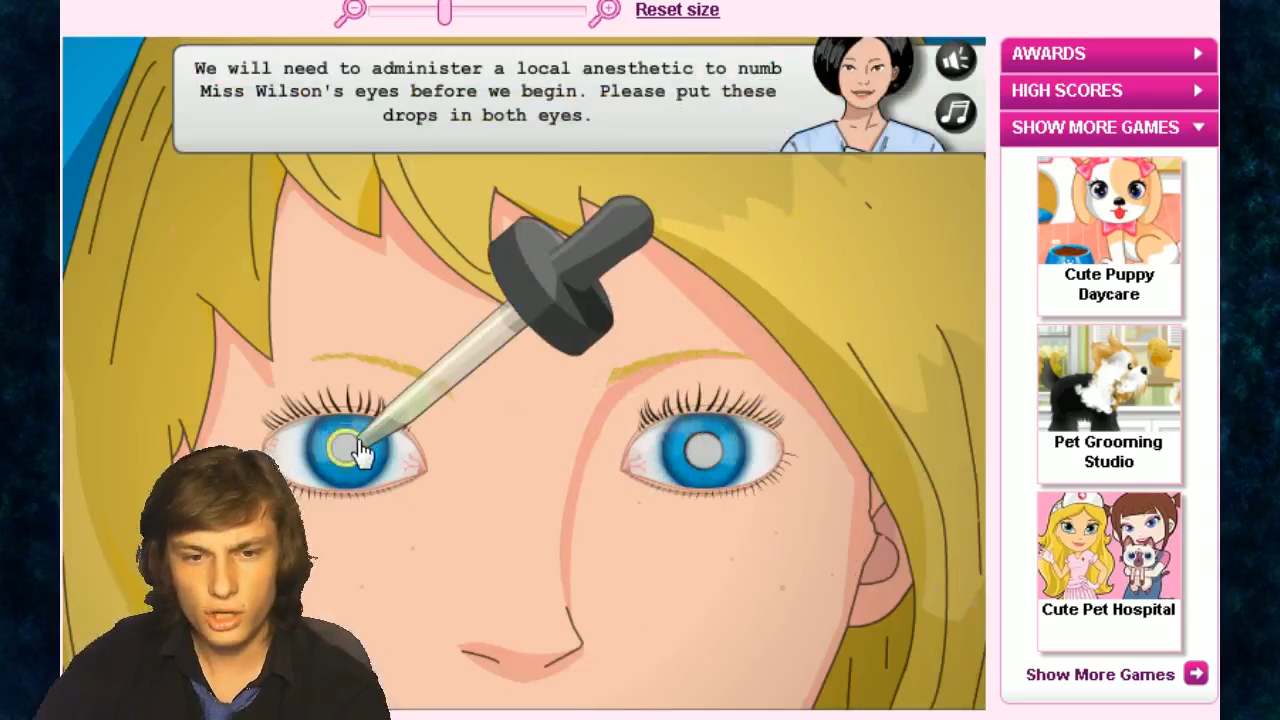 Reset size
We will need to administer a local anesthetic to numb
Miss Wilson's eyes before we begin. Please put these
drops in both eyes.
AWARDS
HIGH SCORES
SHOW MORE GAMES
Cute Puppy
Daycare
Pet Grooming
Studio
Cute Pet Hospital
Show More Games